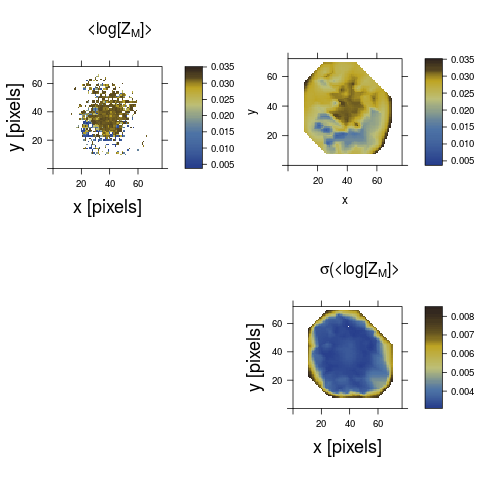 <log[Z_M]>
60
40
20
20 40 60
x [pixels]
y [pixels]
0.035
0.030
0.025
0.020
0.015
0.010
0.005
60
40
20
20 40 60
x
y
0.035
0.030
0.025
0.020
0.015
0.010
0.005
σ(<log[Z_M]>
60
40
20
20 40 60
x [pixels]
y [pixels]
0.008
0.007
0.006
0.005
0.004